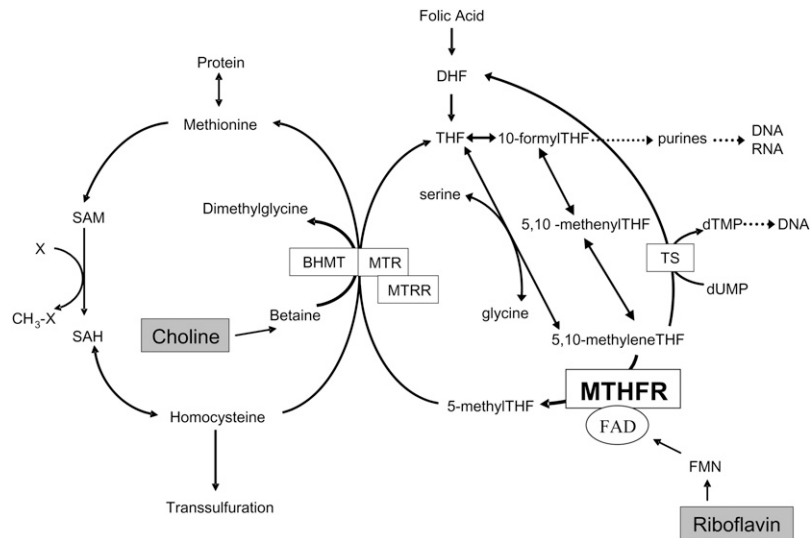 Folic Acid
Protein
DHF
Methionine
THF
10-formylTHF
purines
DNA
RNA
serine
Dimethylglycine
SAM
5,10 -methenylTHF
dTMP
DNA
X
BHMT
MTR
TS
MTRR
dUMP
CH3-X
Choline
Betaine
glycine
SAH
5,10-methyleneTHF
MTHFR
Homocysteine
5-methylTHF
FAD
FMN
Transsulfuration
Riboflavin